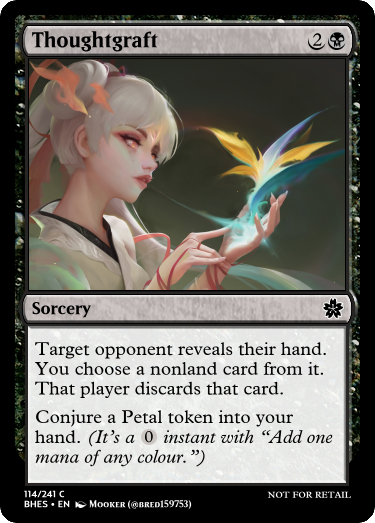 Thoughtgraft 2
Sorcery
Target opponent reveals their hand.
You choose a nonland card from it.
That player discards that card.
Conjure a Petal token into your
hand. (It's a 0 instant with “Add one
mana of any colour.”)
114/241 C
BHES • EN Mooker (@bred159753)
NOT FOR RETAIL